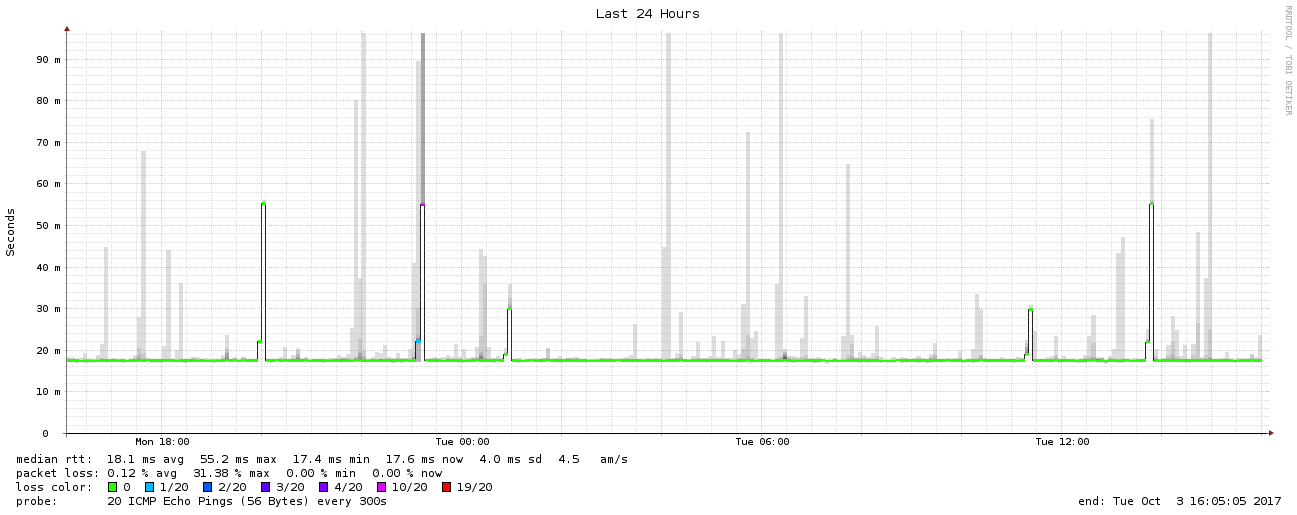 Last 24 Hours
RRDTOOL / TOBI OETIKER
Seconds
90 m
80 m
70 m
60 m
50 m
40 m
30 m
20 m
10 m
0
Mon 18:00 Tue 00:00 Tue 06:00 Tue 12:00
median rtt: 18.1 ms avg 55.2 ms max 17.4 ms min 17.6 ms now 4.0 ms sd 4.5 am/s
packet loss: 0.12 % avg 31.38 % max 0.00 % min 0.00 % now
loss color: 0 1/20 2/20 3/20 4/20 10/20 19/20
probe: 20 ICMP Echo Pings (56 Bytes) every 300s end: Tue Oct 3 16:05:05 2017